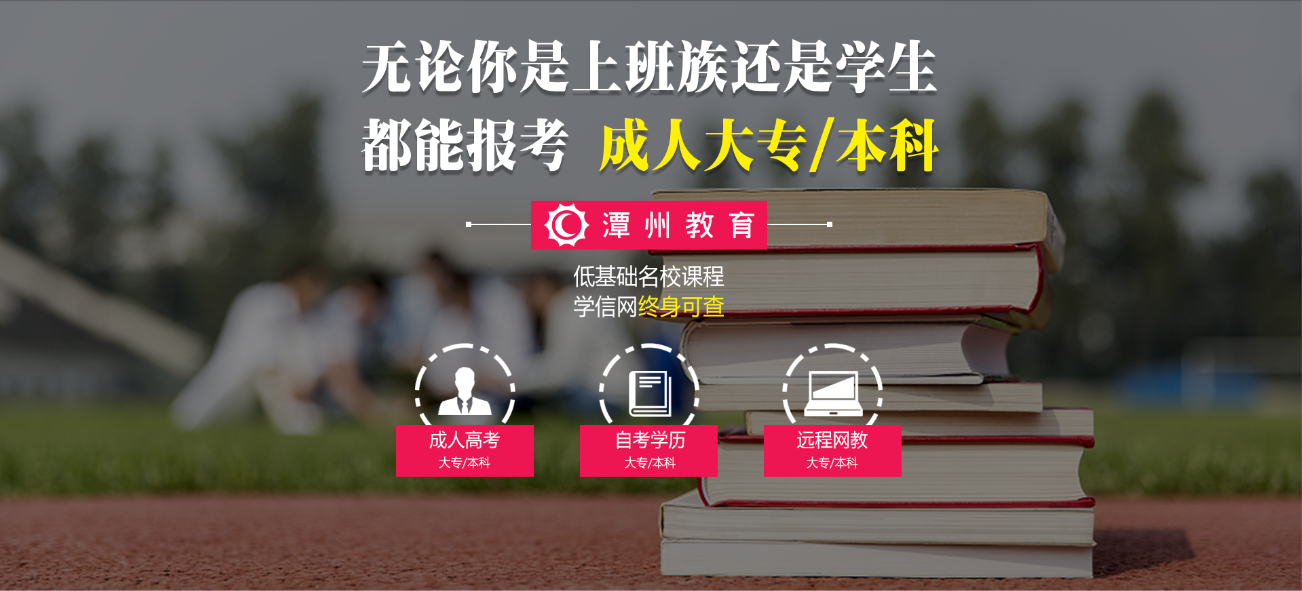 无论你是上班族还是学生
都能报考 成人大专/本科
潭州教育
低基础名校课程
学信网终身可查
成人高考
大专/本科
自考学历
大专/本科
远程网教
大专/本科